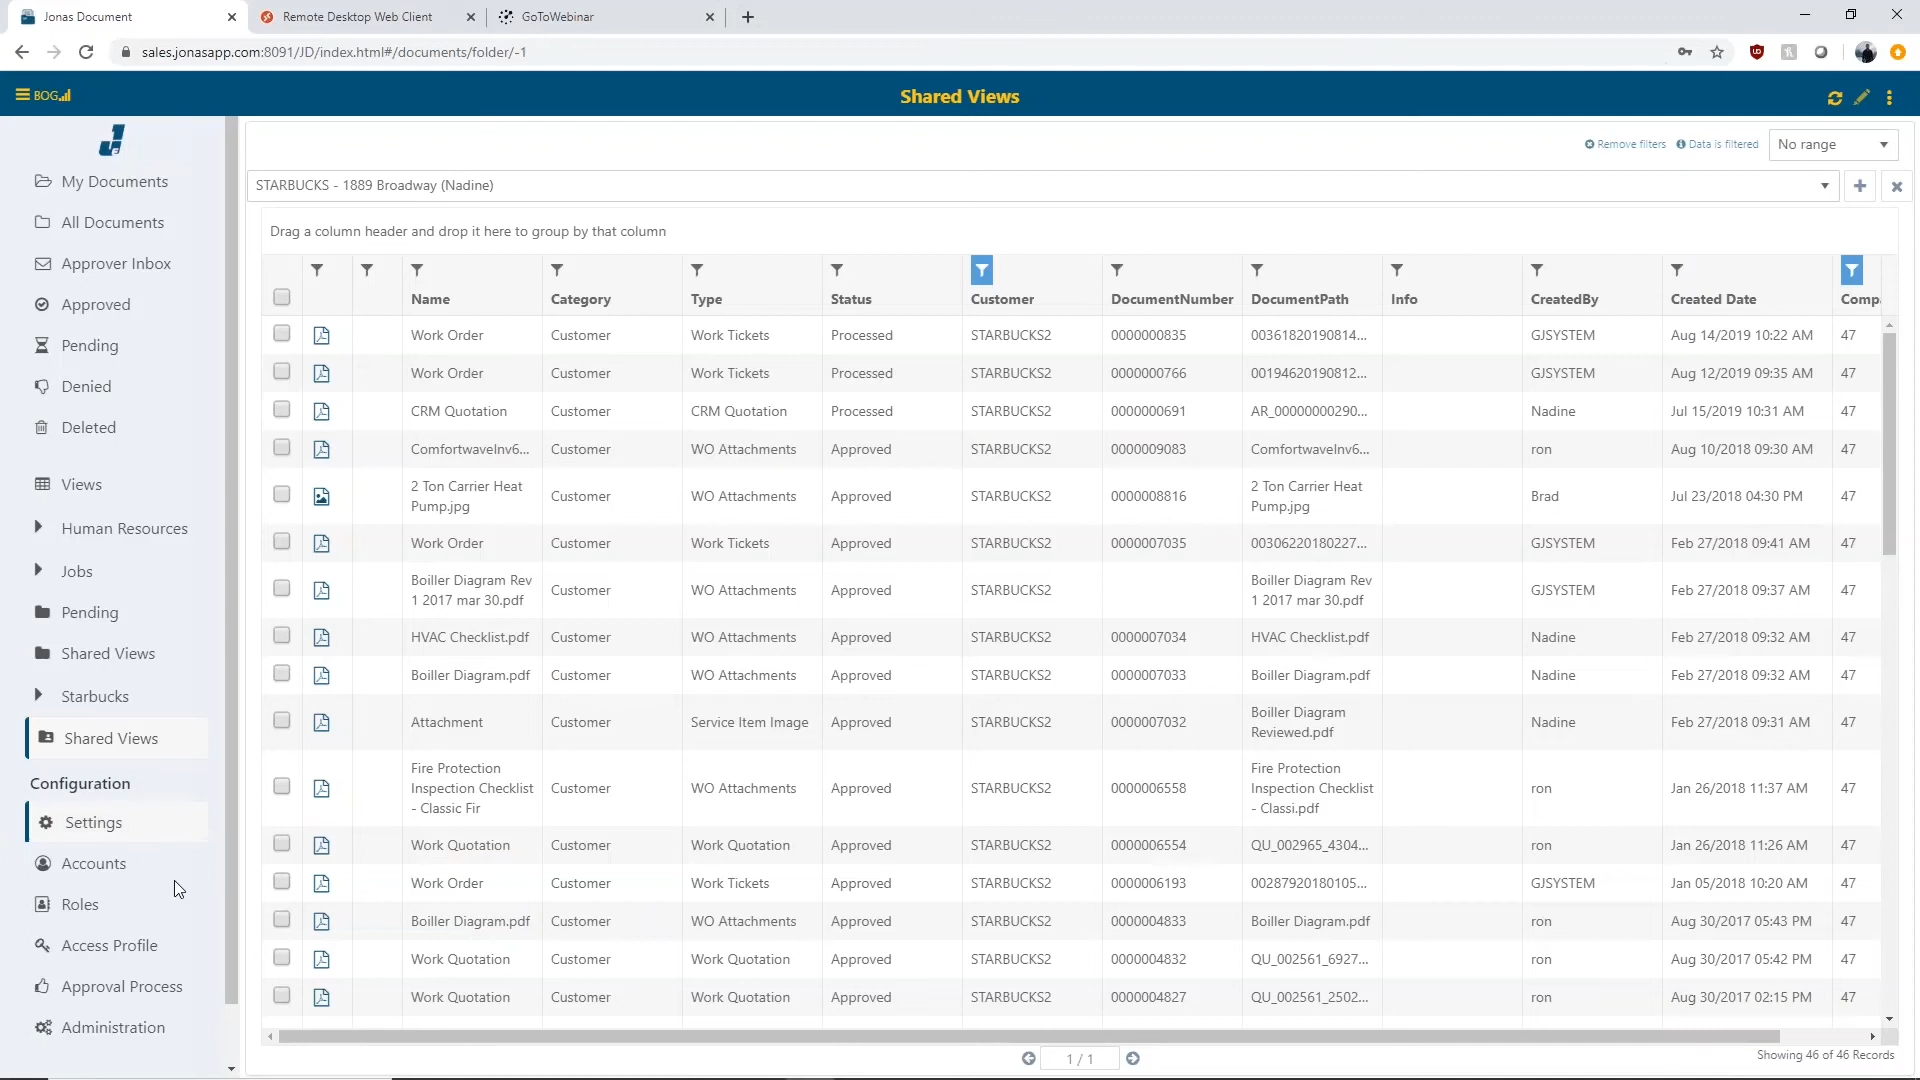 Jonas Document
Remote Desktop Web Client
GoToWebinar
sales.jonasapp.com:8091/JD/index.html#/documents/folder/-1
BOG
Shared Views
My Documents
All Documents
Approver Inbox
Approved
Pending
Denied
Deleted
Views
Human Resources
Jobs
Pending
Shared Views
Starbucks
Shared Views
Configuration
Settings
Accounts
Roles
Access Profile
Approval Process
Administration
Remove filters Data is filtered No range
STARBUCKS - 1889 Broadway (Nadine)
Drag a column header and drop it here to group by that column
Name Category Type Status Customer DocumentNumber DocumentPath Info CreatedBy Created Date Comp
Work Order Customer Work Tickets Processed STARBUCKS2 0000000835 00361820190814... GJSYSTEM Aug 14/2019 10:22 AM 47
Work Order Customer Work Tickets Processed STARBUCKS2 0000000766 00194620190812... GJSYSTEM Aug 12/2019 09:35 AM 47
CRM Quotation Customer CRM Quotation Processed STARBUCKS2 0000000691 AR_00000000290... Nadine Jul 15/2019 10:31 AM 47
ComfortwaveInv6... Customer WO Attachments Approved STARBUCKS2 0000009083 ComfortwaveInv6... ron Aug 10/2018 09:30 AM 47
2 Ton Carrier Heat
Pump.jpg Customer WO Attachments Approved STARBUCKS2 0000008816 2 Ton Carrier Heat
Pump.jpg Brad Jul 23/2018 04:30 PM 47
Work Order Customer Work Tickets Approved STARBUCKS2 0000007035 00306220180227... GJSYSTEM Feb 27/2018 09:41 AM 47
Boiller Diagram Rev
1 2017 mar 30.pdf Customer WO Attachments Approved STARBUCKS2 Boiller Diagram Rev
1 2017 mar 30.pdf GJSYSTEM Feb 27/2018 09:37 AM 47
HVAC Checklist.pdf Customer WO Attachments Approved STARBUCKS2 0000007034 HVAC Checklist.pdf Nadine Feb 27/2018 09:32 AM 47
Boiller Diagram.pdf Customer WO Attachments Approved STARBUCKS2 0000007033 Boiller Diagram.pdf Nadine Feb 27/2018 09:32 AM 47
Attachment Customer Service Item Image Approved STARBUCKS2 0000007032 Boiller Diagram
Reviewed.pdf Nadine Feb 27/2018 09:31 AM 47
Fire Protection
Inspection Checklist
- Classic Fir Customer WO Attachments Approved STARBUCKS2 0000006558 Fire Protection
Inspection Checklist
- Classi.pdf ron Jan 26/2018 11:37 AM 47
Work Quotation Customer Work Quotation Approved STARBUCKS2 0000006554 QU_002965_4304... ron Jan 26/2018 11:26 AM 47
Work Order Customer Work Tickets Approved STARBUCKS2 0000006193 00287920180105... GJSYSTEM Jan 05/2018 10:20 AM 47
Boiller Diagram.pdf Customer WO Attachments Approved STARBUCKS2 0000004833 Boiller Diagram.pdf ron Aug 30/2017 05:43 PM 47
Work Quotation Customer Work Quotation Approved STARBUCKS2 0000004832 QU_002561_6927... ron Aug 30/2017 05:42 PM 47
Work Quotation Customer Work Quotation Approved STARBUCKS2 0000004827 QU_002561_2502... ron Aug 30/2017 02:15 PM 47
1 / 1
Showing 46 of 46 Records